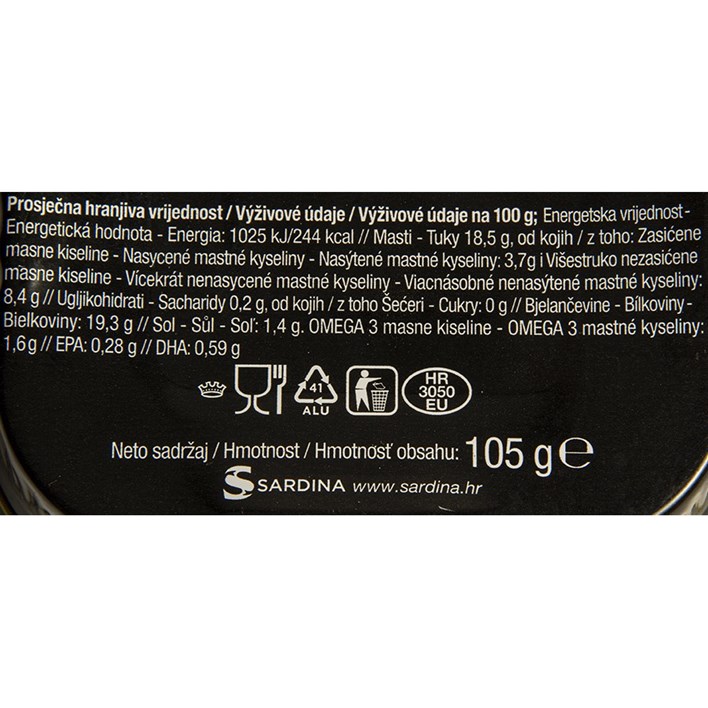 Prosječna hranjiva vrijednost / Výživové údaje / Výživové údaje na 100 g; Energetska vrijednost -
Energetická hodnota - Energia: 1025 kJ/244 kcal // Masti - Tuky 18,5 g, od kojih / z toho: Zasićene
masne kiseline - Nasycené mastné kyseliny - Nasýtené mastné kyseliny: 3,7g i Višestruko nezasićene
masne kiseline - Vícekrát nenasycené mastné kyseliny - Viacnásobné nenasýtené mastné kyseliny:
8,4 g // Ugljikohidrati - Sacharidy 0,2 g, od kojih / z toho Šećeri - Cukry: 0 g // Bjelančevine - Bílkoviny -
Bielkoviny: 19,3 g // Sol - Sůl - Soľ: 1,4 g. OMEGA 3 masne kiseline - OMEGA 3 mastné kyseliny:
1,6 g // EPA: 0,28 g // DHA: 0,59 g
41
ALU
HR
3050
EU
Neto sadržaj / Hmotnost / Hmotnosť obsahu: 105 g ℮
SARDINA www.sardina.hr